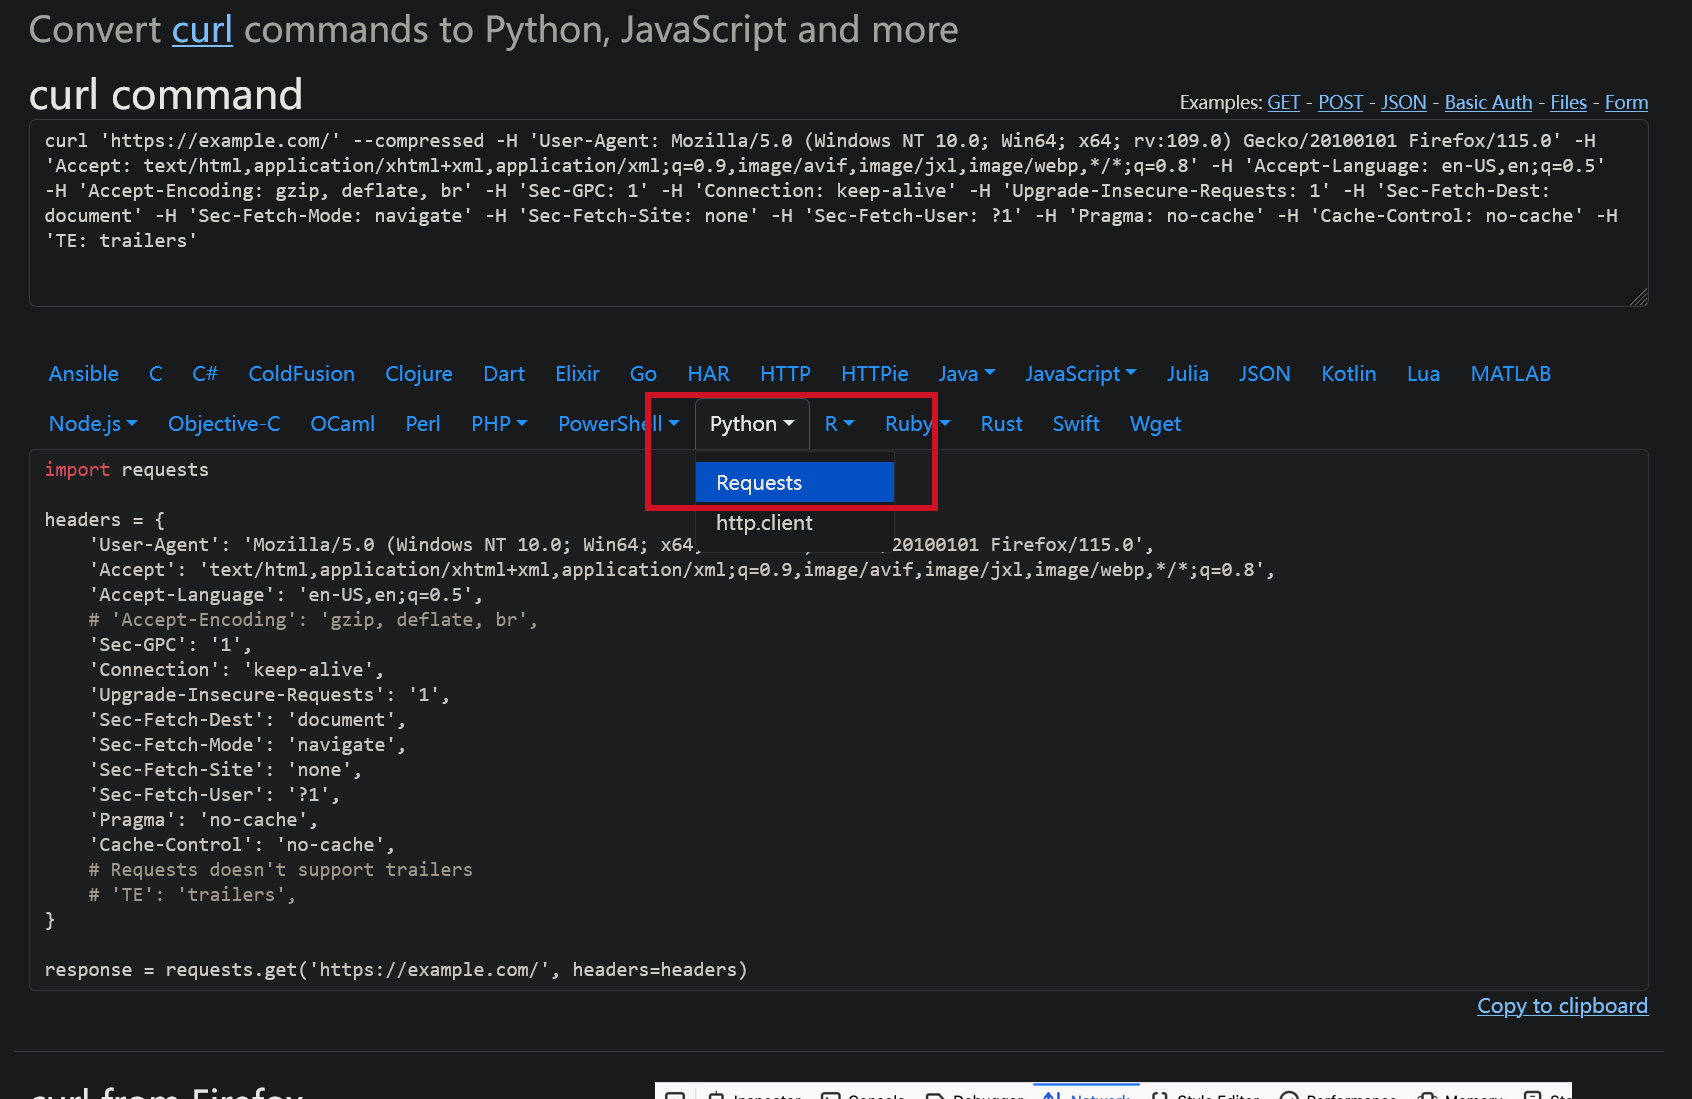 Convert curl commands to Python, JavaScript and more
curl command
Examples: GET - POST - JSON - Basic Auth - Files - Form
curl 'https://example.com/' --compressed -H 'User-Agent: Mozilla/5.0 (Windows NT 10.0; Win64; x64; rv:109.0) Gecko/20100101 Firefox/115.0' -H
'Accept: text/html,application/xhtml+xml,application/xml;q=0.9,image/avif,image/jxl,image/webp,*/*;q=0.8' -H 'Accept-Language: en-US,en;q=0.5'
-H 'Accept-Encoding: gzip, deflate, br' -H 'Sec-GPC: 1' -H 'Connection: keep-alive' -H 'Upgrade-Insecure-Requests: 1' -H 'Sec-Fetch-Dest:
document' -H 'Sec-Fetch-Mode: navigate' -H 'Sec-Fetch-Site: none' -H 'Sec-Fetch-User: ?1' -H 'Pragma: no-cache' -H 'Cache-Control: no-cache' -H
'TE: trailers'
Ansible C C# ColdFusion Clojure Dart Elixir Go HAR HTTP HTTPie Java JavaScript Julia JSON Kotlin Lua MATLAB
Node.js Objective-C OCaml Perl PHP PowerShell Python R Ruby Rust Swift Wget
Requests
http.client
import requests
headers = {
'User-Agent': 'Mozilla/5.0 (Windows NT 10.0; Win64; x64; 20100101 Firefox/115.0',
'Accept': 'text/html,application/xhtml+xml,application/xml;q=0.9,image/avif,image/jxl,image/webp,*/*;q=0.8',
'Accept-Language': 'en-US,en;q=0.5',
# 'Accept-Encoding': 'gzip, deflate, br',
'Sec-GPC': '1',
'Connection': 'keep-alive',
'Upgrade-Insecure-Requests': '1',
'Sec-Fetch-Dest': 'document',
'Sec-Fetch-Mode': 'navigate',
'Sec-Fetch-Site': 'none',
'Sec-Fetch-User': '?1',
'Pragma': 'no-cache',
'Cache-Control': 'no-cache',
# Requests doesn't support trailers
# 'TE': 'trailers',
}
response = requests.get('https://example.com/', headers=headers)
Copy to clipboard
curl from Firefox
Inspector Console Debugger Network Style Editor Performance Memory